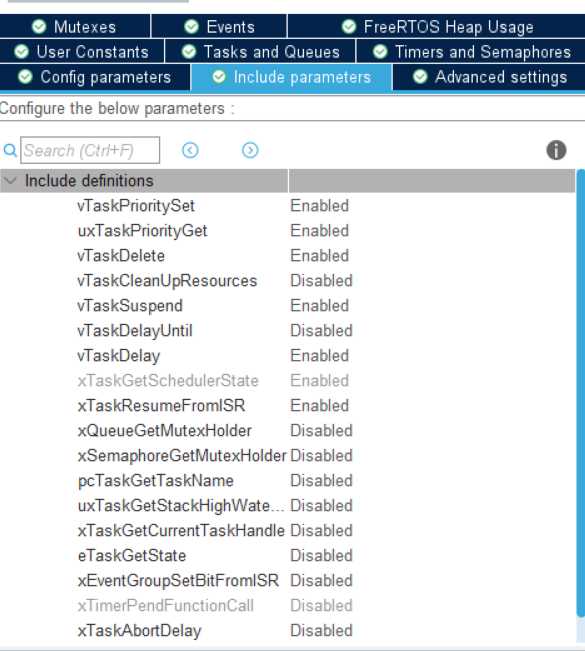 Mutexes Events FreeRTOS Heap Usage
User Constants Tasks and Queues Timers and Semaphores
Config parameters Include parameters Advanced settings
Configure the below parameters :
Search (Ctrl+F)
Include definitions
vTaskPrioritySet Enabled
uxTaskPriorityGet Enabled
vTaskDelete Enabled
vTaskCleanUpResources Disabled
vTaskSuspend Enabled
vTaskDelayUntil Disabled
vTaskDelay Enabled
xTaskGetSchedulerState Enabled
xTaskResumeFromISR Enabled
xQueueGetMutexHolder Disabled
xSemaphoreGetMutexHolder Disabled
pcTaskGetTaskName Disabled
uxTaskGetStackHighWate... Disabled
xTaskGetCurrentTaskHandle Disabled
eTaskGetState Disabled
xEventGroupSetBitFromISR Disabled
xTimerPendFunctionCall Disabled
xTaskAbortDelay Disabled